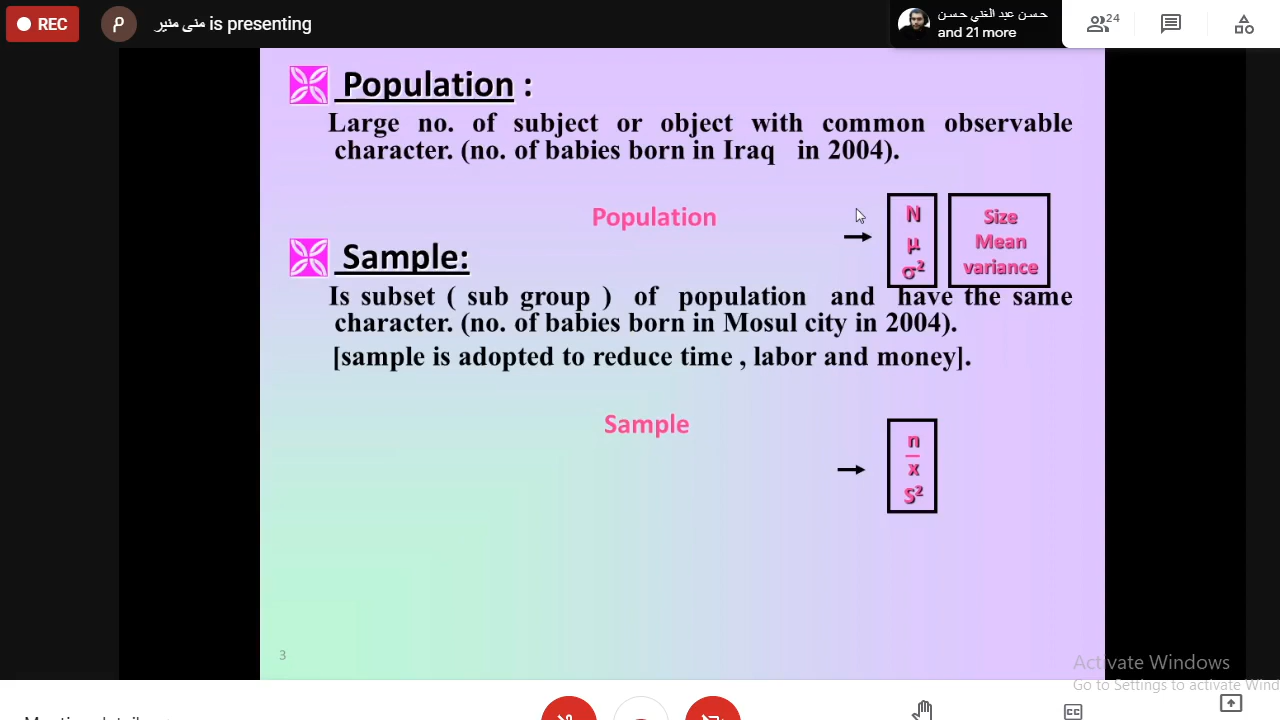 REC
م
منى منير is presenting
حسن عبد الغني حسن
and 21 more
24
Population :
Large no. of subject or object with common observable
character. (no. of babies born in Iraq in 2004).
Population
N
μ
σ²
Size
Mean
variance
Sample:
Is subset ( sub group ) of population and have the same
character. (no. of babies born in Mosul city in 2004).
[sample is adopted to reduce time , labor and money].
Sample
n
x̄
S²
3
Activate Windows
Go to Settings to activate Wind
CC